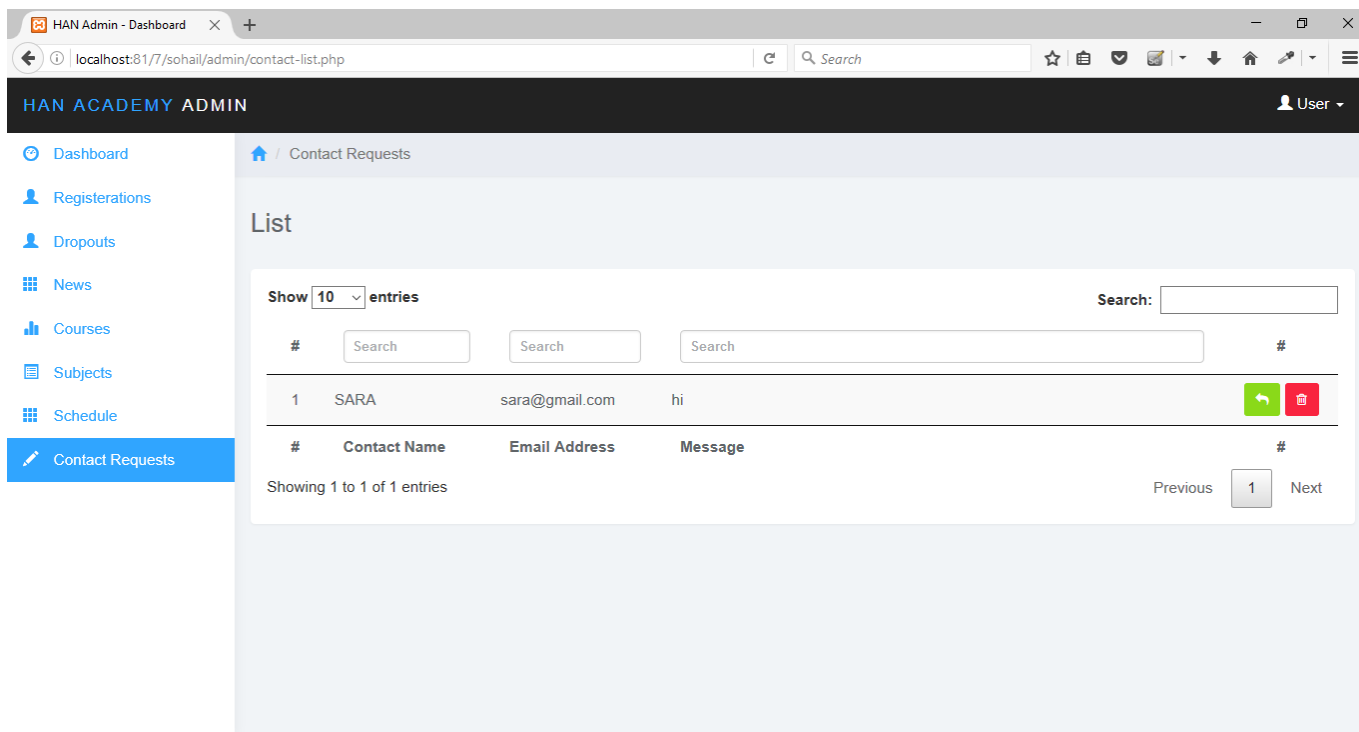 HAN Admin - Dashboard
localhost:81/7/sohail/admin/contact-list.php
Search
HAN ACADEMY ADMIN
User
Dashboard
/ Contact Requests
Registerations
List
Dropouts
News
Courses
Subjects
Schedule
Contact Requests
Show 10 entries
Search:
# Search Search Search #
1 SARA sara@gmail.com hi
# Contact Name Email Address Message #
Showing 1 to 1 of 1 entries
Previous 1 Next